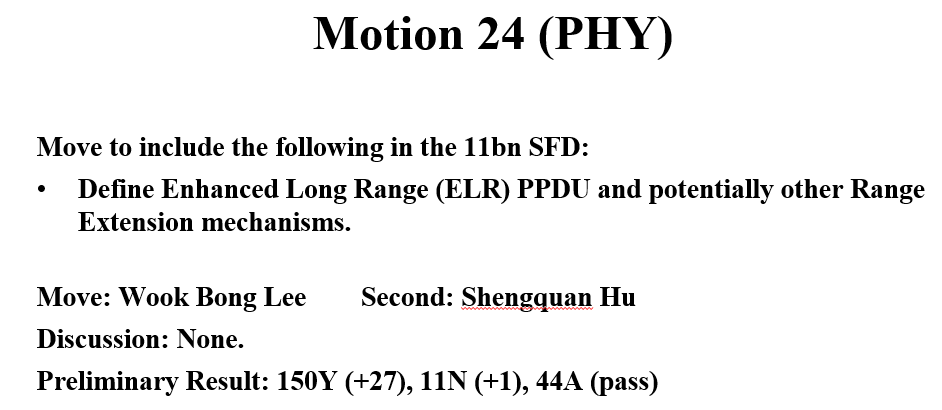 Motion 24 (PHY)
Move to include the following in the 11bn SFD:
• Define Enhanced Long Range (ELR) PPDU and potentially other Range
Extension mechanisms.
Move: Wook Bong Lee Second: Shengquan Hu
Discussion: None.
Preliminary Result: 150Y (+27), 11N (+1), 44A (pass)